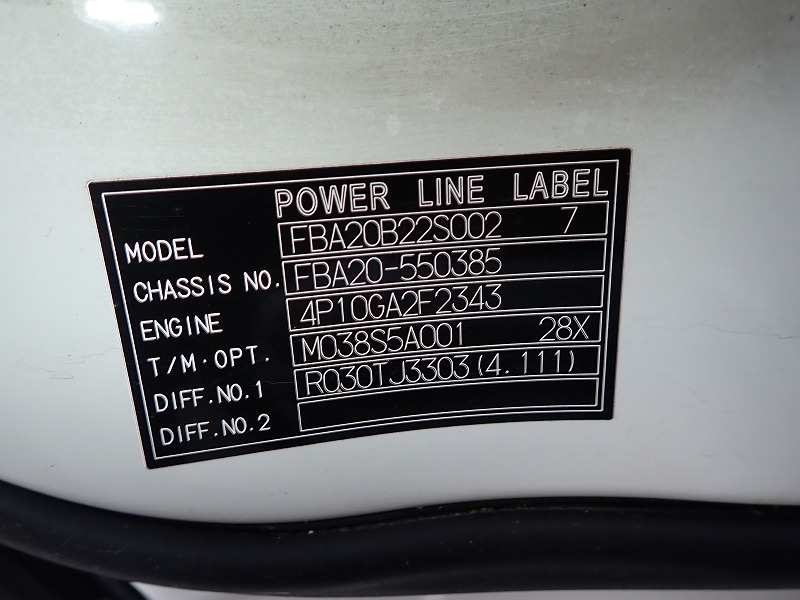 POWER LINE LABEL
MODEL FBA20B22S002 7
CHASSIS NO. FBA20-550385
ENGINE 4P10GA2F2343
T/M·OPT. M038S5A001 28X
DIFF.NO.1 R030TJ3303(4.111)
DIFF.NO.2